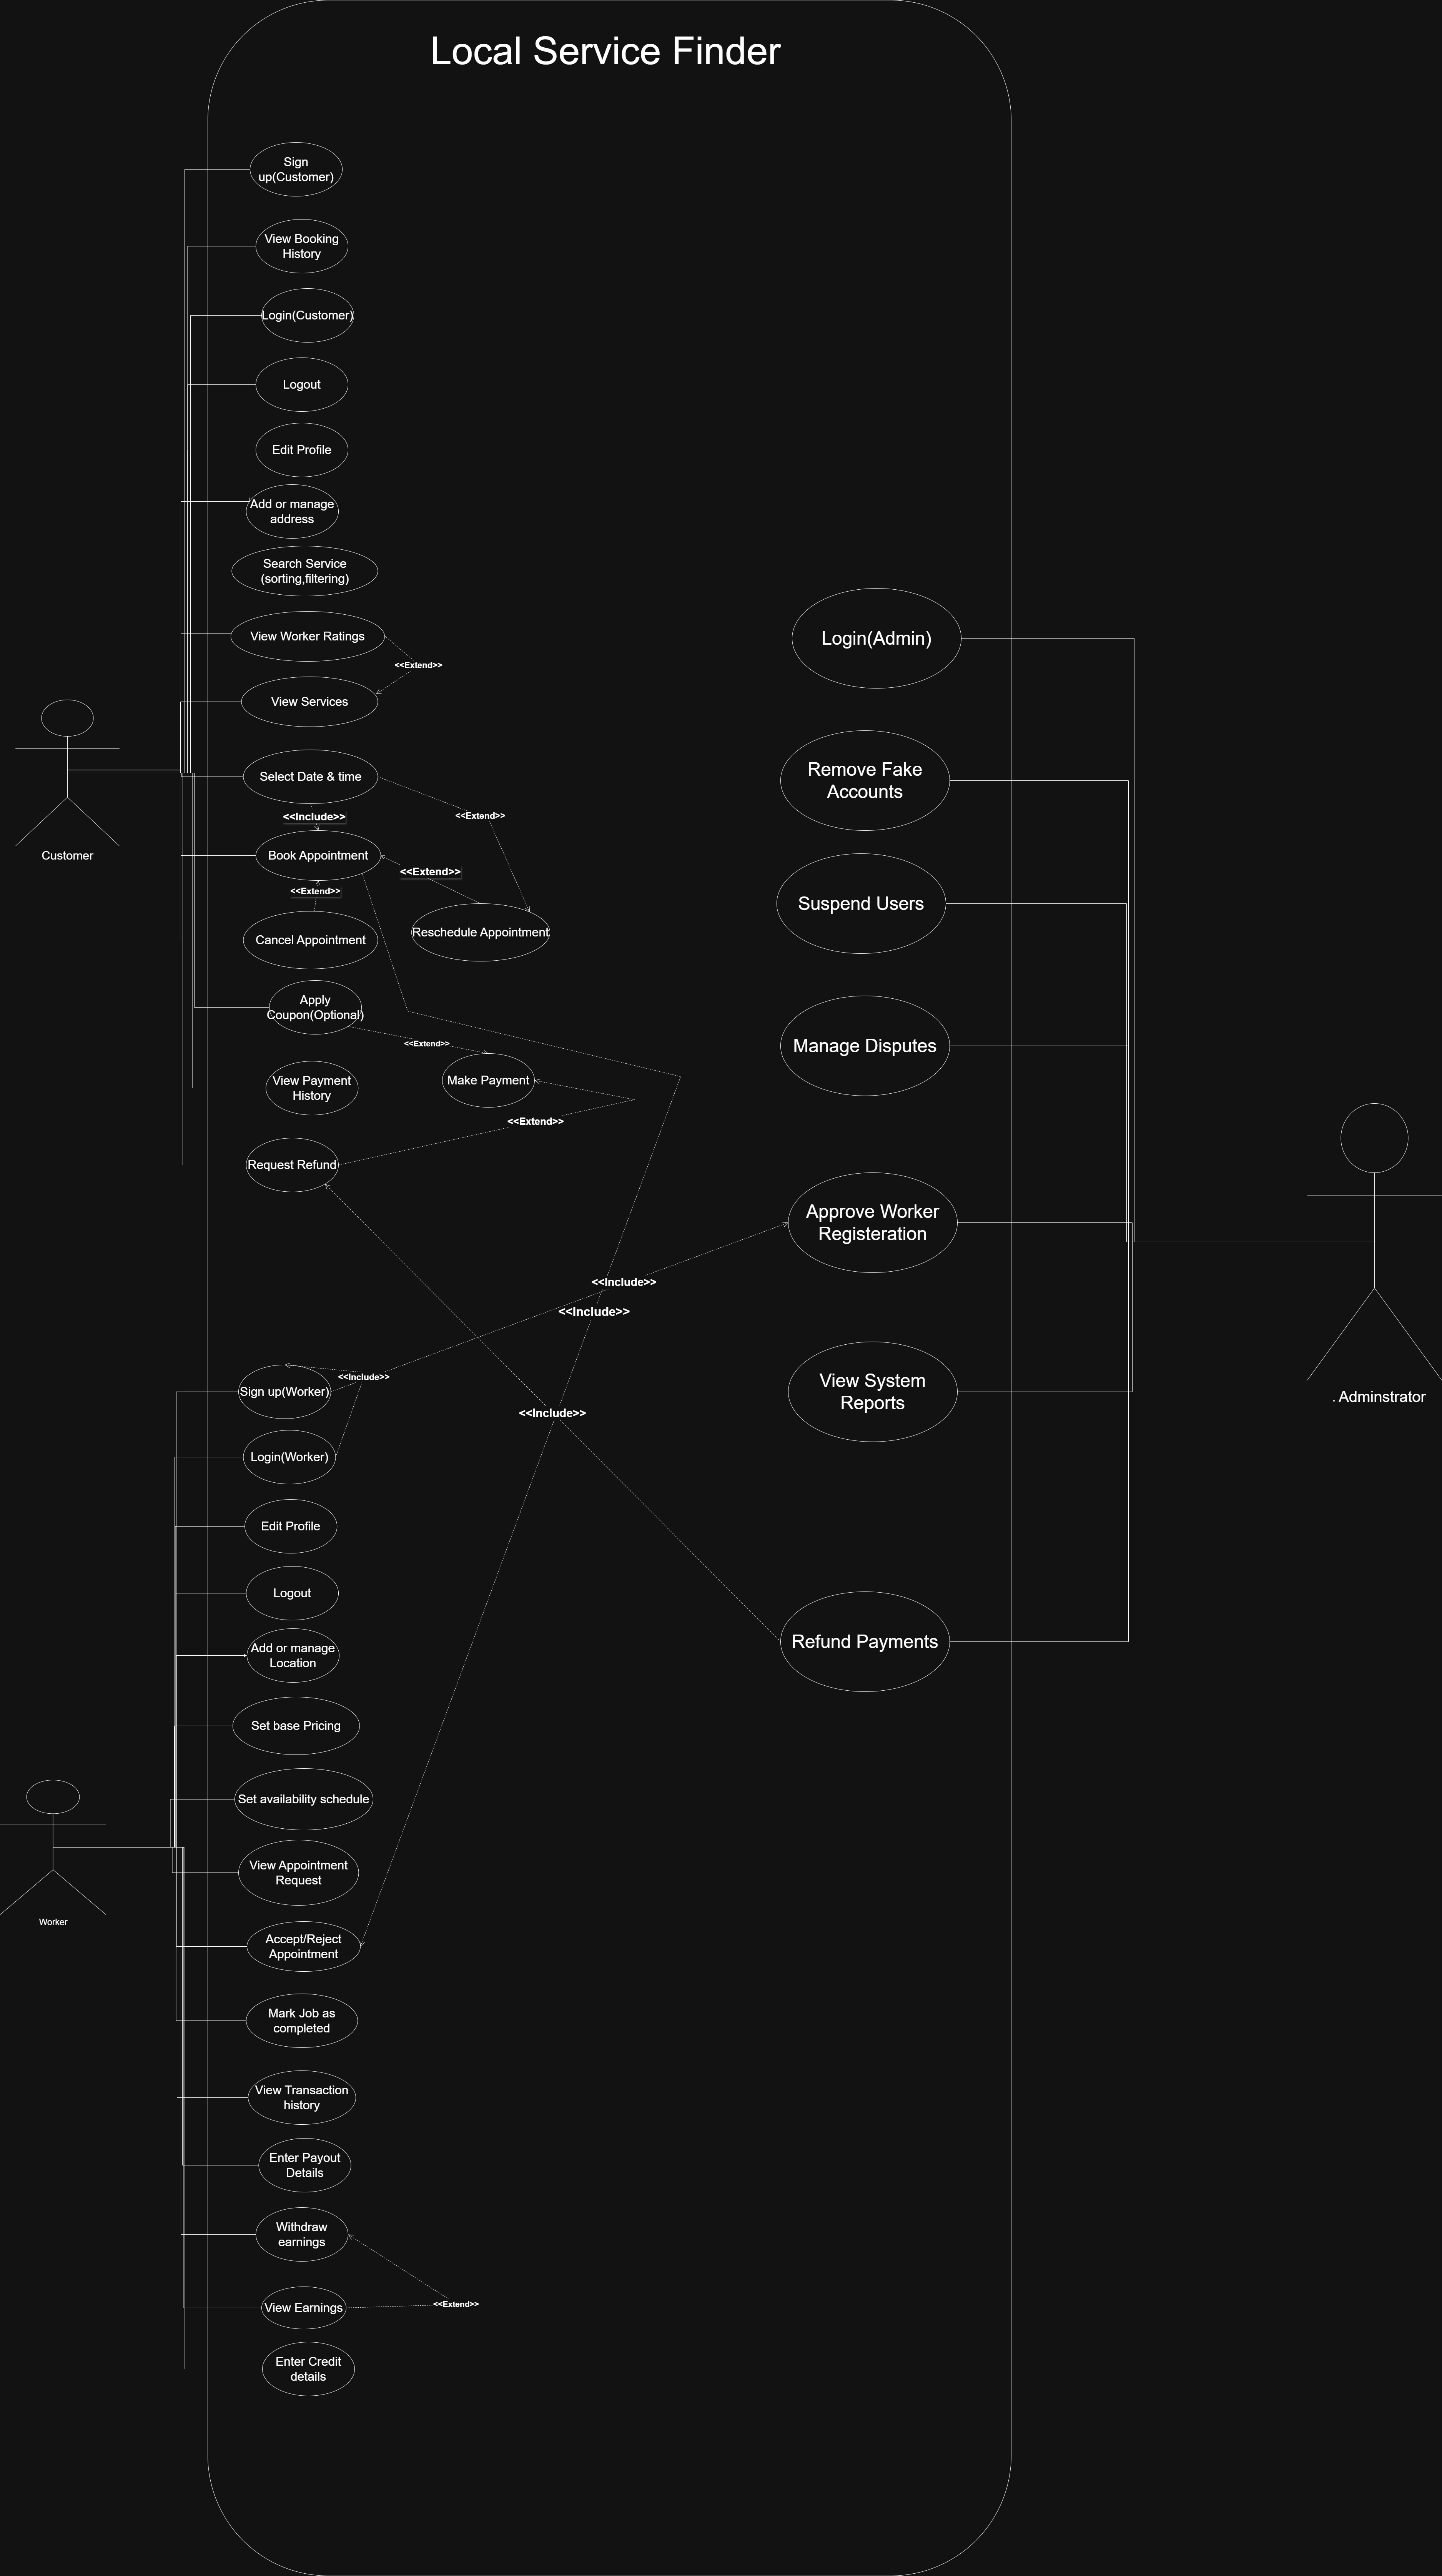 Local Service Finder
Sign
up(Customer)
View Booking
History
Login(Customer)
Logout
Edit Profile
Add or manage
address
Search Service
(sorting,filtering)
View Worker Ratings
<<Extend>>
View Services
Select Date & time
<<Include>>
<<Extend>>
Book Appointment
<<Extend>>
<<Extend>>
Cancel Appointment
Reschedule Appointment
Apply
Coupon(Optional)
<<Extend>>
View Payment
History
Make Payment
<<Extend>>
Request Refund
Customer
Login(Admin)
Remove Fake
Accounts
Suspend Users
Manage Disputes
Approve Worker
Registeration
<<Include>>
<<Include>>
View System
Reports
. Adminstrator
Sign up(Worker)
<<Include>>
<<Include>>
Login(Worker)
Edit Profile
Logout
Add or manage
Location
Refund Payments
Set base Pricing
Set availability schedule
View Appointment
Request
Worker
Accept/Reject
Appointment
Mark Job as
completed
View Transaction
history
Enter Payout
Details
Withdraw
earnings
View Earnings
<<Extend>>
Enter Credit
details